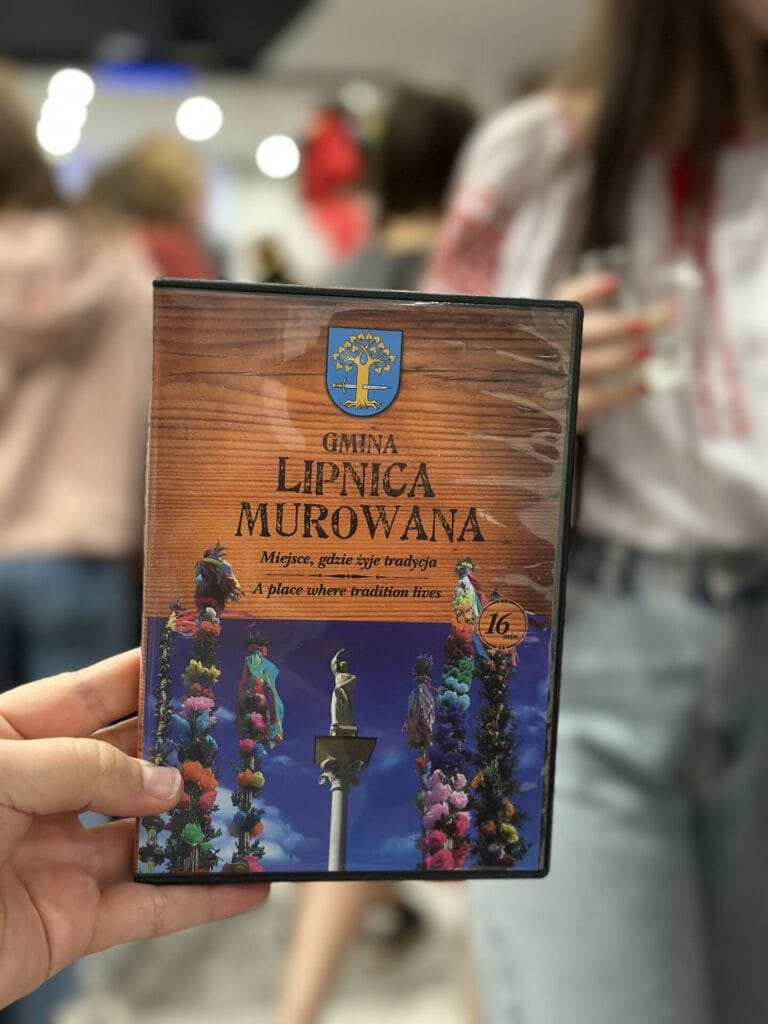 GMINA
LIPNICA
MUROWANA
Miejsce, gdzie żyje tradycja
A place where tradition lives
16
min.